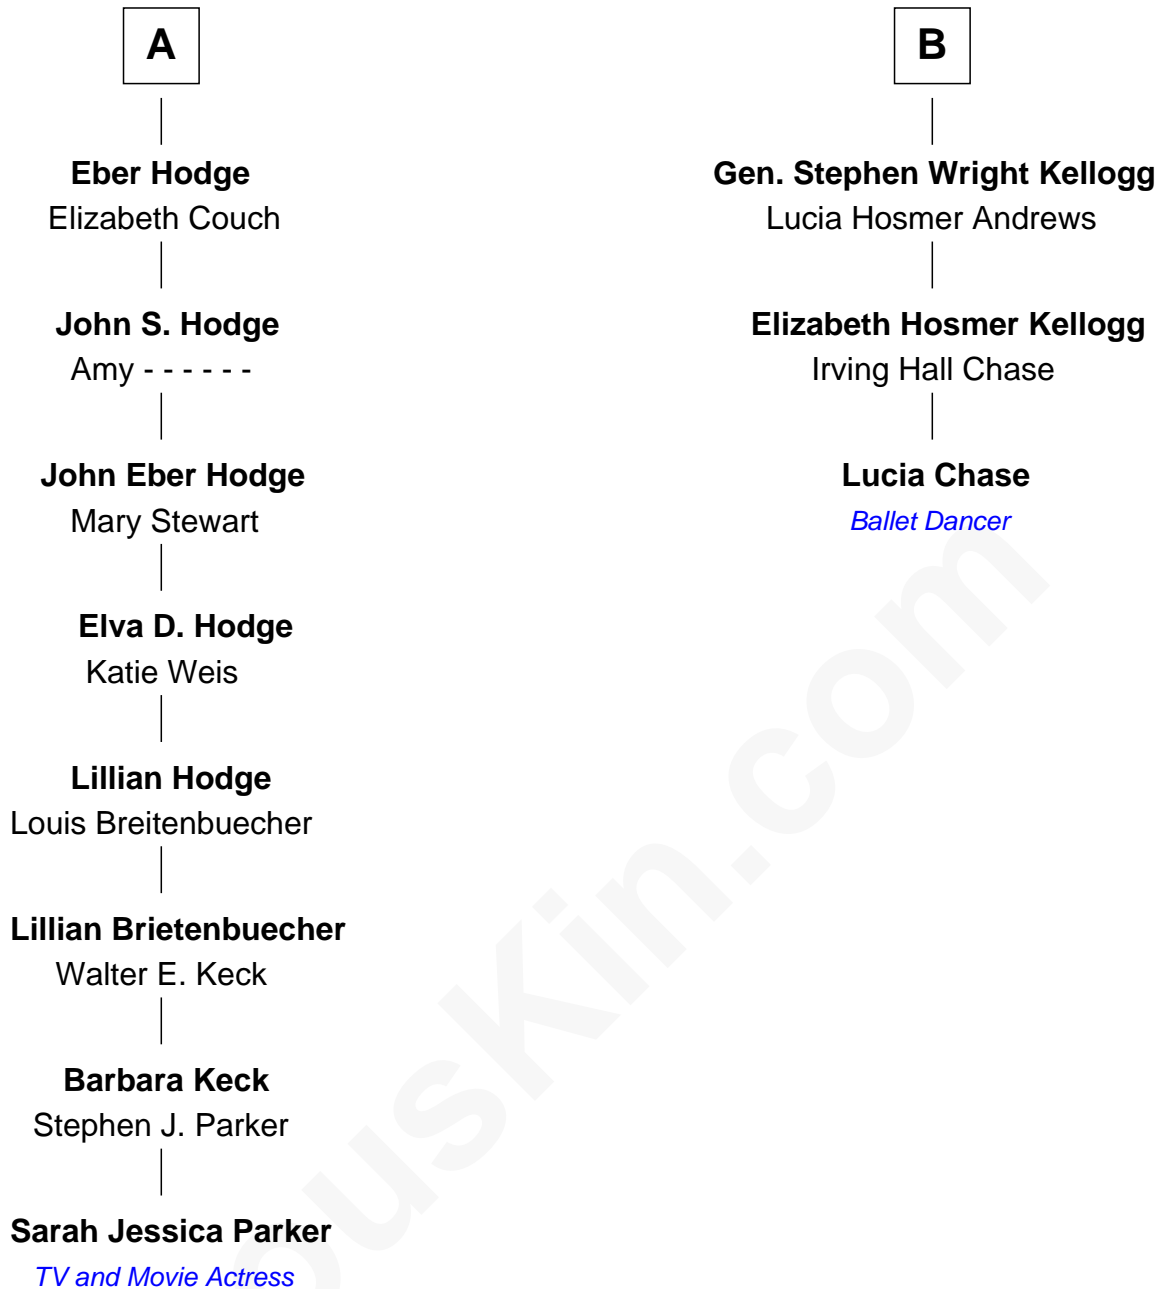 A
Eber Hodge
Elizabeth Couch
John S. Hodge
Amy - - - - - -
John Eber Hodge
Mary Stewart
Elva D. Hodge
Katie Weis
Lillian Hodge
Louis Breitenbuecher
Lillian Brietenbuecher
Walter E. Keck
Barbara Keck
Stephen J. Parker
Sarah Jessica Parker
TV and Movie Actress
B
Gen. Stephen Wright Kellogg
Lucia Hosmer Andrews
Elizabeth Hosmer Kellogg
Irving Hall Chase
Lucia Chase
Ballet Dancer
ousKin.com